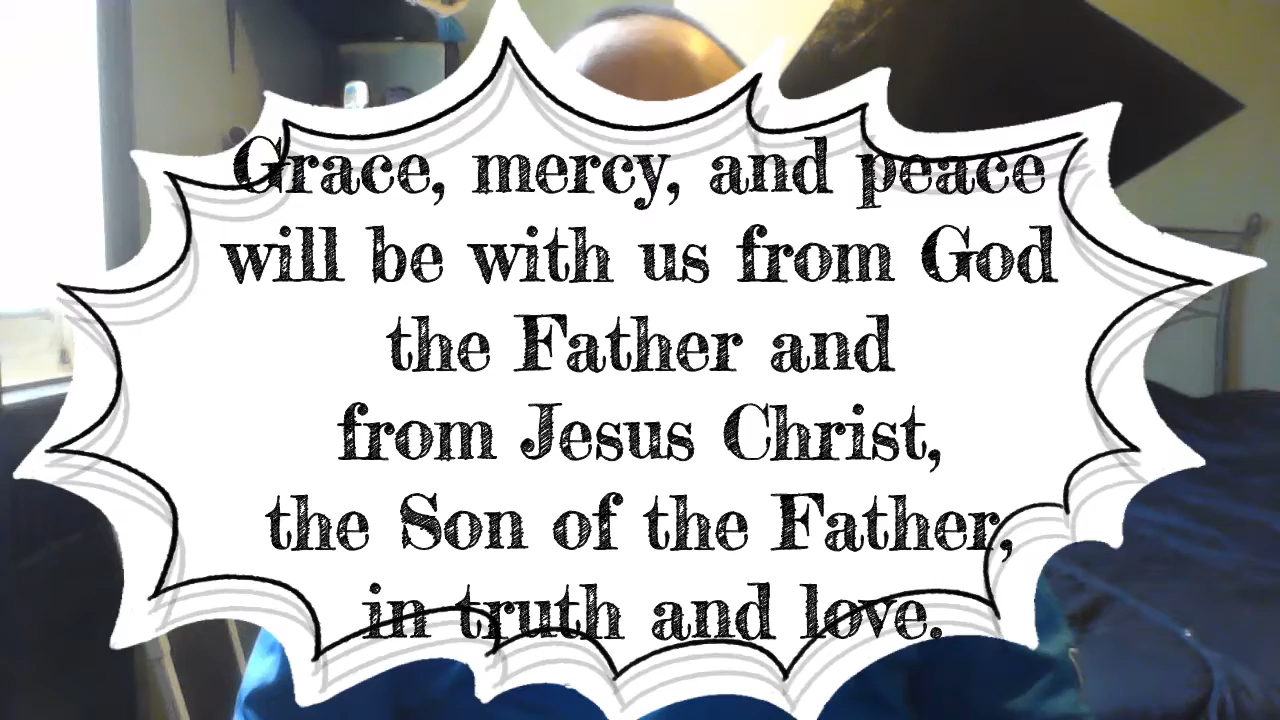 Grace, mercy, and peace
will be with us from God
the Father and
from Jesus Christ,
the Son of the Father,
in truth and love.